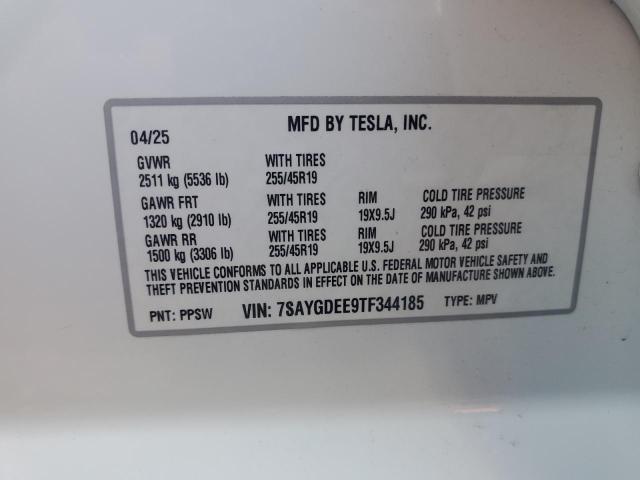 MFD BY TESLA, INC.
04/25
GVWR WITH TIRES
2511 kg (5536 lb) 255/45R19
GAWR FRT WITH TIRES RIM COLD TIRE PRESSURE
1320 kg (2910 lb) 255/45R19 19X9.5J 290 kPa, 42 psi
GAWR RR WITH TIRES RIM COLD TIRE PRESSURE
1500 kg (3306 lb) 255/45R19 19X9.5J 290 kPa, 42 psi
THIS VEHICLE CONFORMS TO ALL APPLICABLE U.S. FEDERAL MOTOR VEHICLE SAFETY AND
THEFT PREVENTION STANDARDS IN EFFECT ON THE DATE OF MANUFACTURE SHOWN ABOVE.
PNT: PPSW VIN: 7SAYGDEE9TF344185 TYPE: MPV